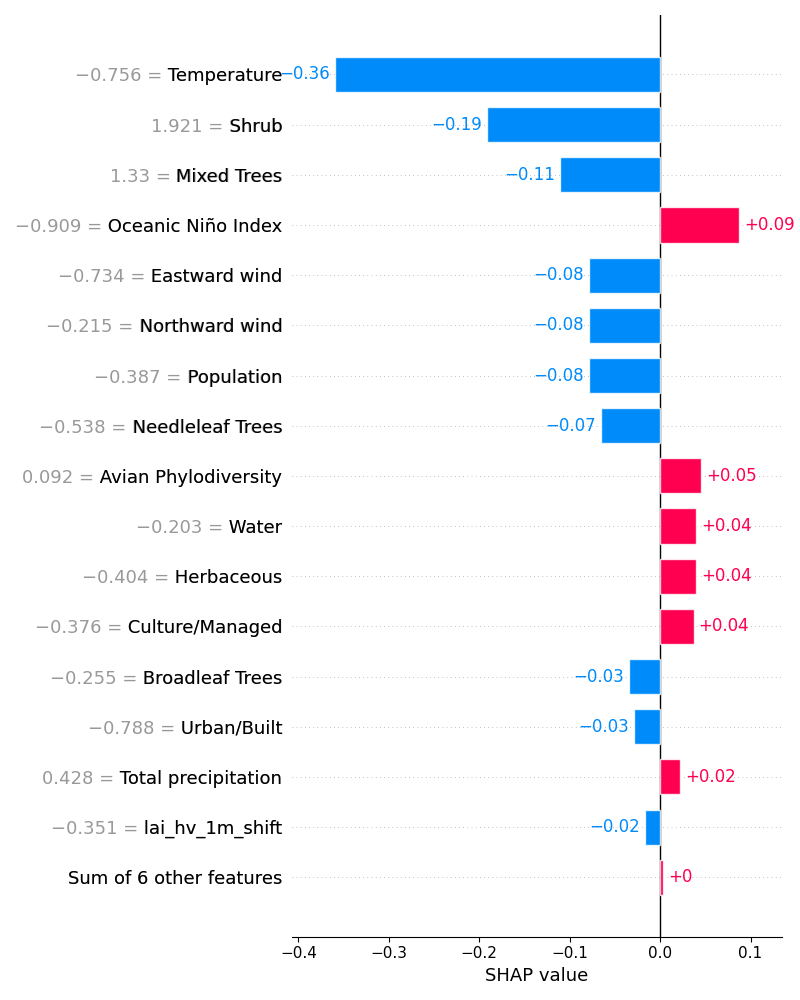 −0.756 = Temperature −0.36
1.921 = Shrub −0.19
1.33 = Mixed Trees −0.11
−0.909 = Oceanic Niño Index +0.09
−0.734 = Eastward wind −0.08
−0.215 = Northward wind −0.08
−0.387 = Population −0.08
−0.538 = Needleleaf Trees −0.07
0.092 = Avian Phylodiversity +0.05
−0.203 = Water +0.04
−0.404 = Herbaceous +0.04
−0.376 = Culture/Managed +0.04
−0.255 = Broadleaf Trees −0.03
−0.788 = Urban/Built −0.03
0.428 = Total precipitation +0.02
−0.351 = lai_hv_1m_shift −0.02
Sum of 6 other features +0
−0.4 −0.3 −0.2 −0.1 0.0 0.1
SHAP value